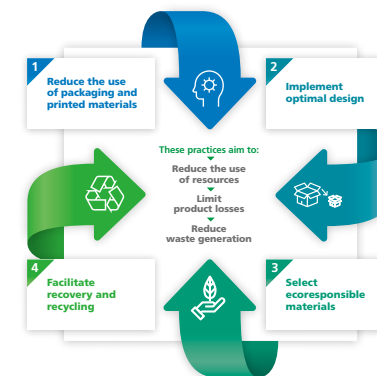 1
Reduce the use
of packaging and
printed materials
2
Implement
optimal design
These practices aim to:
Reduce the use
of resources
Limit
product losses
Reduce
waste generation
4
Facilitate
recovery and
recycling
3
Select
ecoresponsible
materials